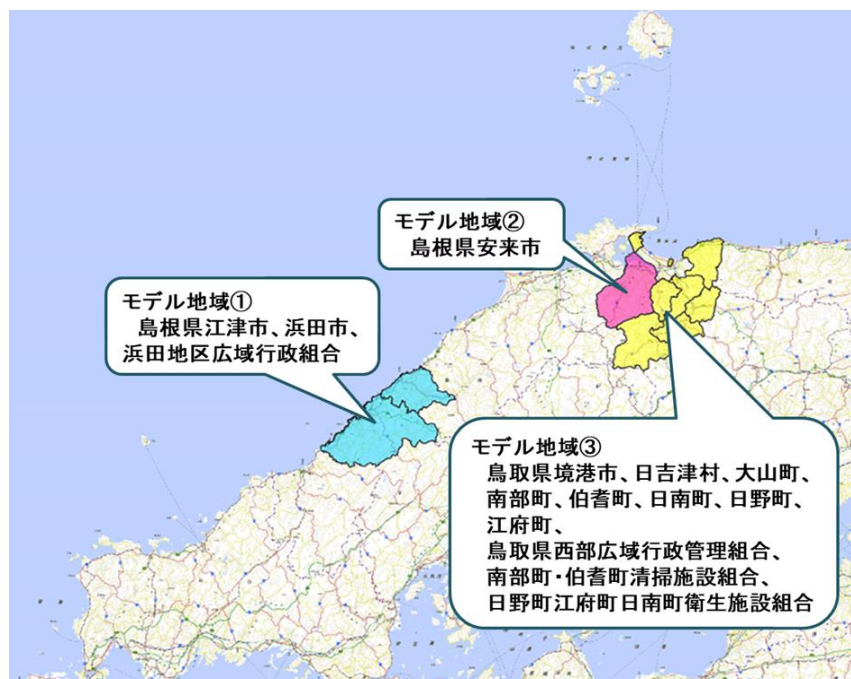 モデル地域②
島根県安来市
モデル地域①
島根県江津市、浜田市、
浜田地区広域行政組合
モデル地域③
鳥取県境港市、日吉津村、大山町、
南部町、伯耆町、日南町、日野町、
江府町、
鳥取県西部広域行政管理組合、
南部町・伯耆町清掃施設組合、
日野町江府町日南町衛生施設組合